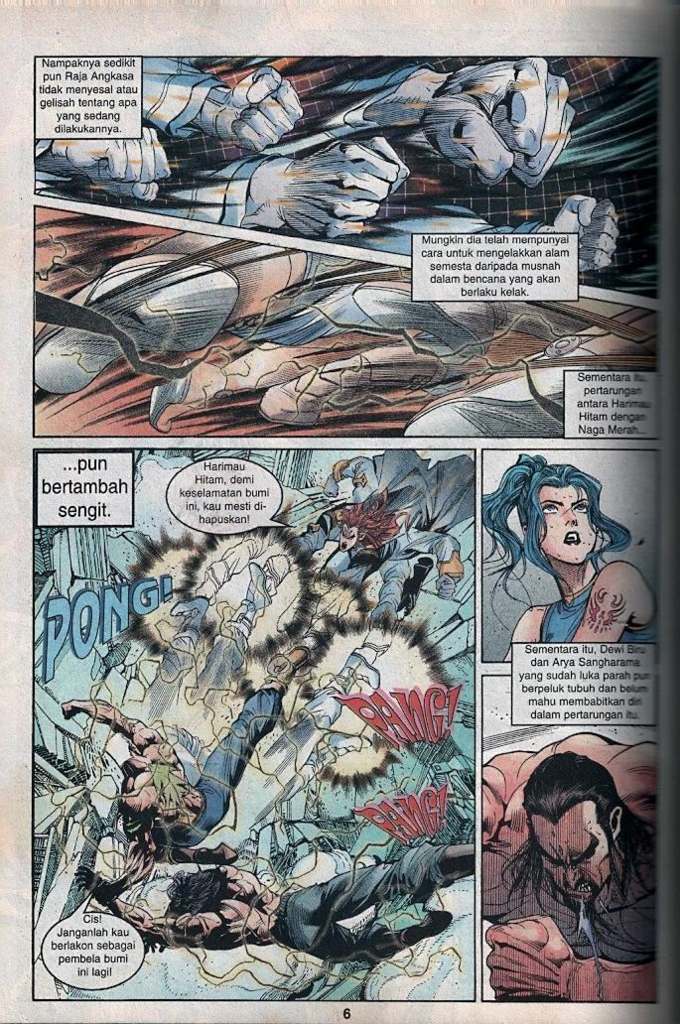 Nampaknya sedikit
pun Raja Angkasa
tidak menyesal atau
gelisah tentang apa
yang sedang
dilakukannya.
Mungkin dia telah mempunyai
cara untuk mengelakkan alam
semesta daripada musnah
dalam bencana yang akan
berlaku kelak.
Sementara itu,
pertarungan
antara Harimau
Hitam dengan
Naga Merah...
...pun
bertambah
sengit.
Harimau
Hitam, demi
keselamatan bumi
ini, kau mesti di-
hapuskan!
PONG!
PANG!
PANG!
Cis!
Janganlah kau
berlakon sebagai
pembela bumi
ini lagi!
Sementara itu, Dewi Biru
dan Arya Sangharama
yang sudah luka parah pun
berpeluk tubuh dan belum
mahu membabitkan diri
dalam pertarungan itu.
6